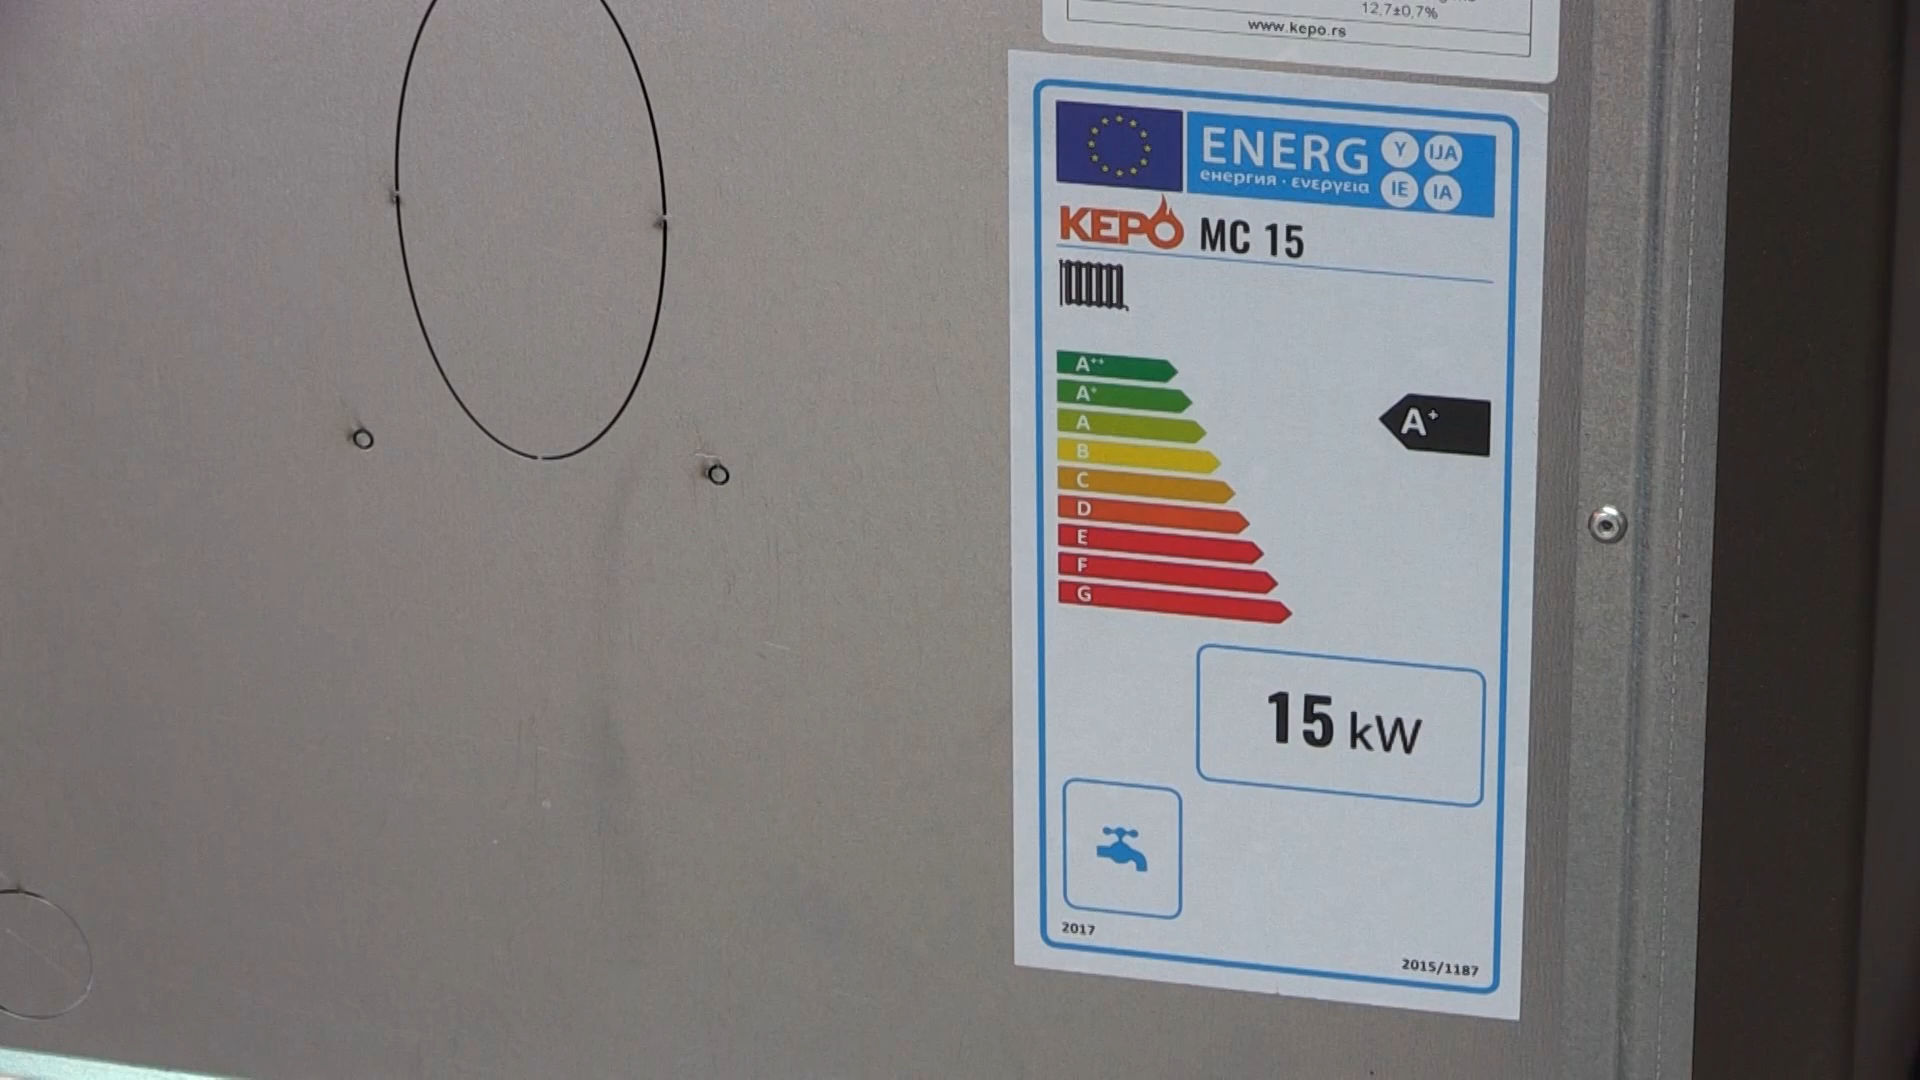 12,7±0,7%
www.kepo.rs
ENERG Y IJA
енергия · ενεργεια IE IA
KEPO MC 15
A++
A+
A
B
C
D
E
F
G
A+
15 kW
2017
2015/1187